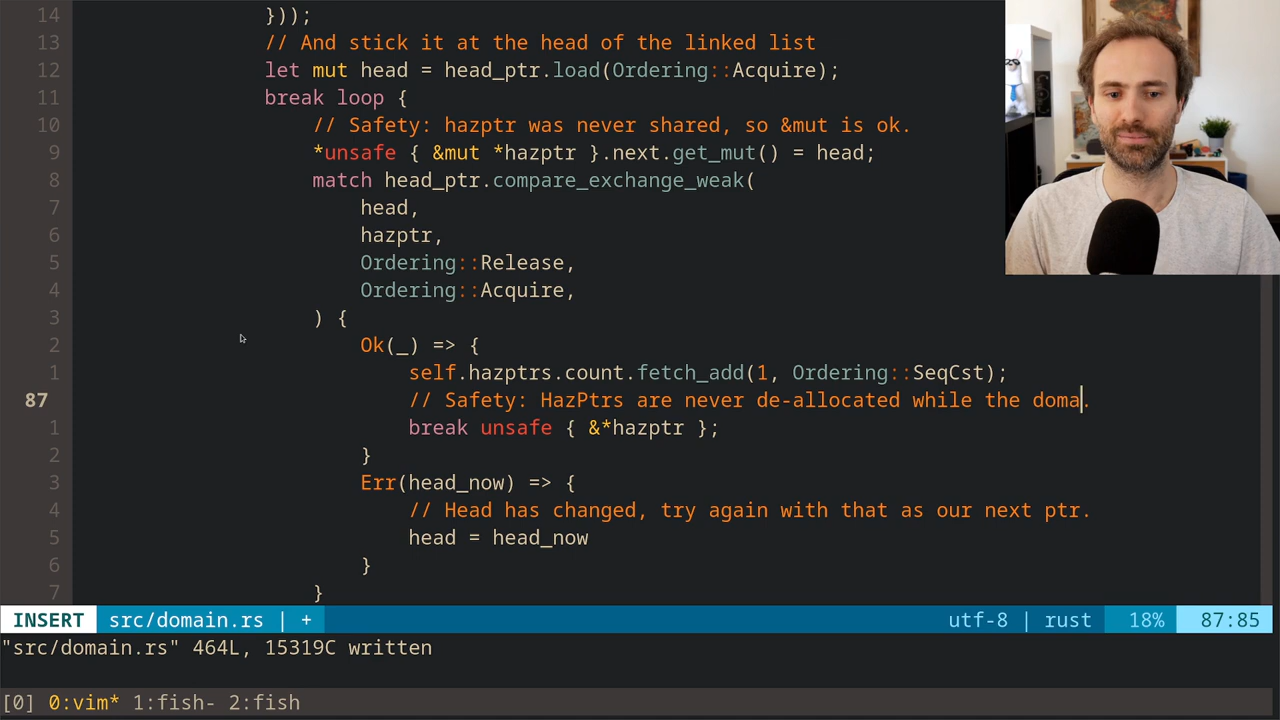 14 }));
13 // And stick it at the head of the linked list
12 let mut head = head_ptr.load(Ordering::Acquire);
11 break loop {
10 // Safety: hazptr was never shared, so &mut is ok.
9 *unsafe { &mut *hazptr }.next.get_mut() = head;
8 match head_ptr.compare_exchange_weak(
7 head,
6 hazptr,
5 Ordering::Release,
4 Ordering::Acquire,
3 ) {
2 Ok(_) => {
1 self.hazptrs.count.fetch_add(1, Ordering::SeqCst);
87 // Safety: HazPtrs are never de-allocated while the doma.
1 break unsafe { &*hazptr };
2 }
3 Err(head_now) => {
4 // Head has changed, try again with that as our next ptr.
5 head = head_now
6 }
7 }
INSERT src/domain.rs | + utf-8 | rust 18% 87:85
"src/domain.rs" 464L, 15319C written
[0] 0:vim* 1:fish- 2:fish